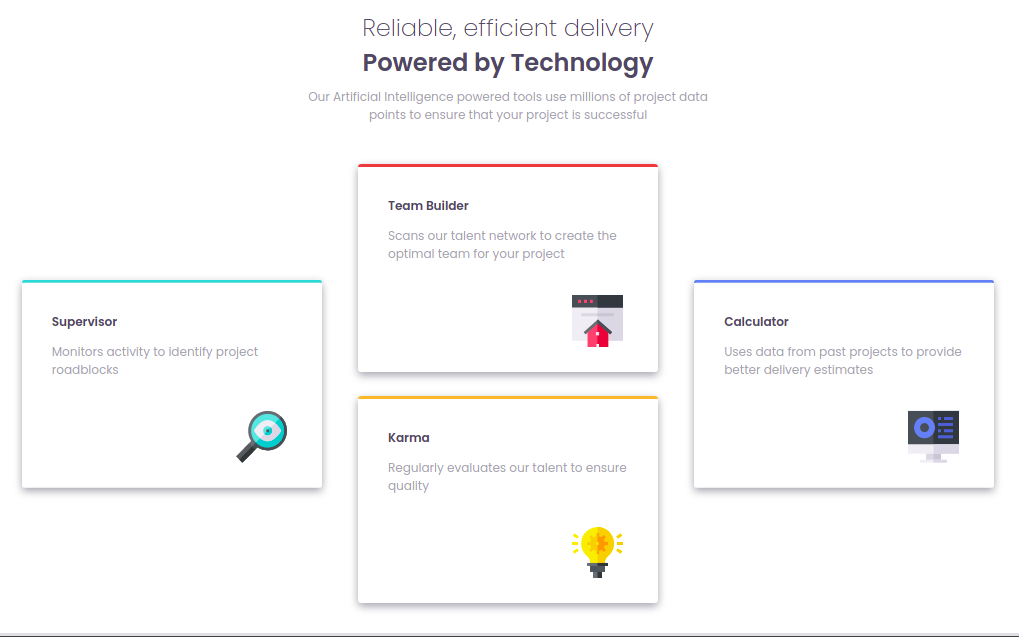 Reliable, efficient delivery
Powered by Technology
Our Artificial Intelligence powered tools use millions of project data
points to ensure that your project is successful
Team Builder
Scans our talent network to create the
optimal team for your project
Supervisor
Monitors activity to identify project
roadblocks
Calculator
Uses data from past projects to provide
better delivery estimates
Karma
Regularly evaluates our talent to ensure
quality